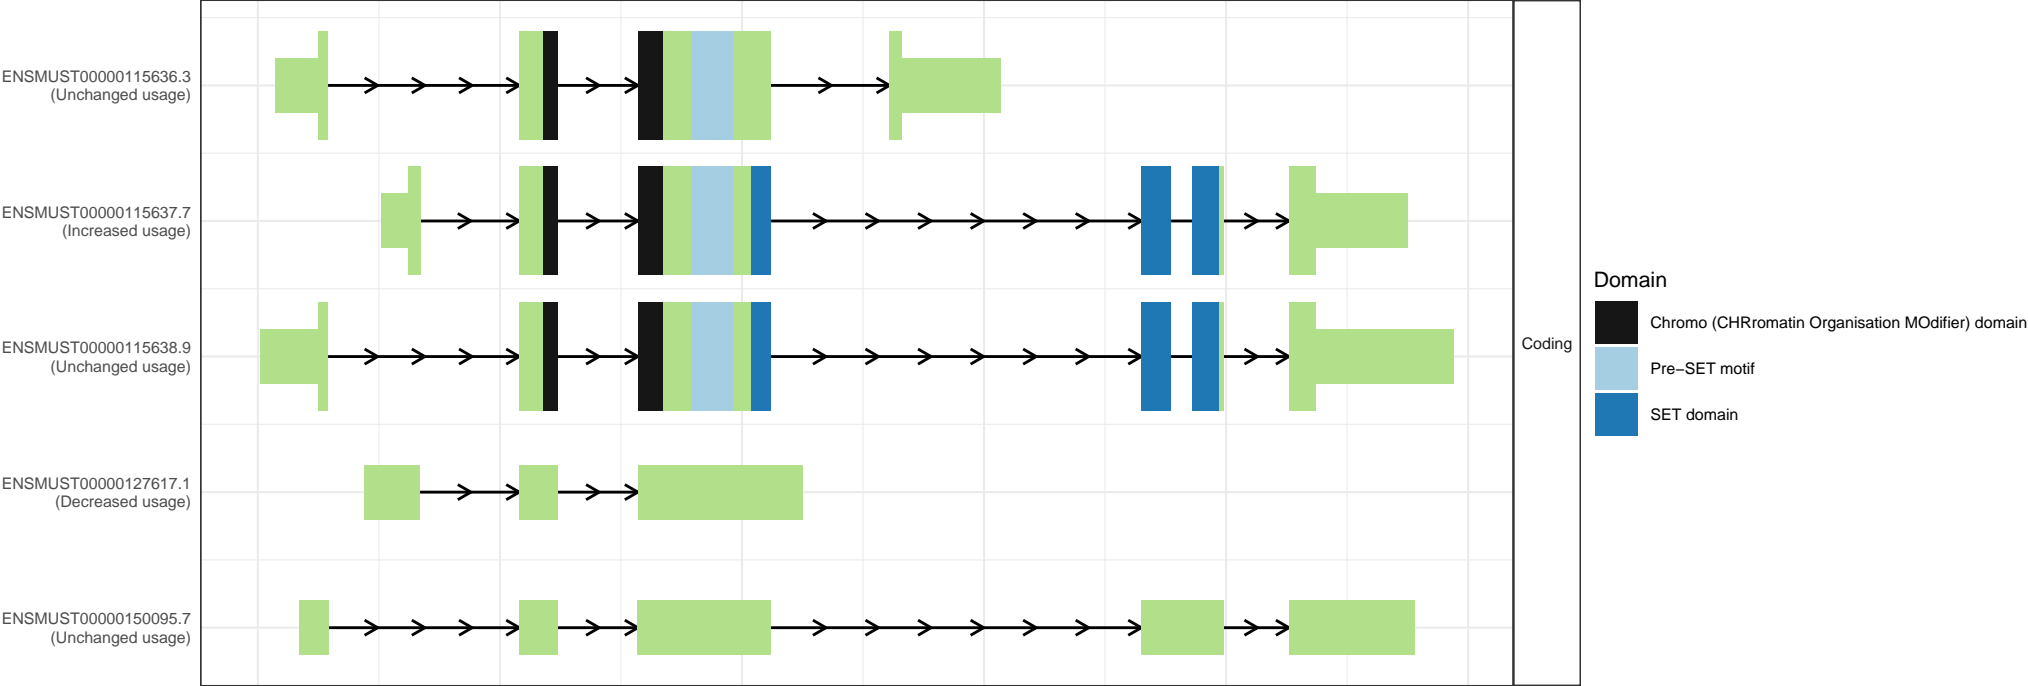 ENSMUST00000115636.3
(Unchanged usage)
ENSMUST00000115637.7
(Increased usage)
ENSMUST00000115638.9
(Unchanged usage)
ENSMUST00000127617.1
(Decreased usage)
ENSMUST00000150095.7
(Unchanged usage)
Coding
Domain
Chromo (CHRromatin Organisation MOdifier) domain
Pre−SET motif
SET domain